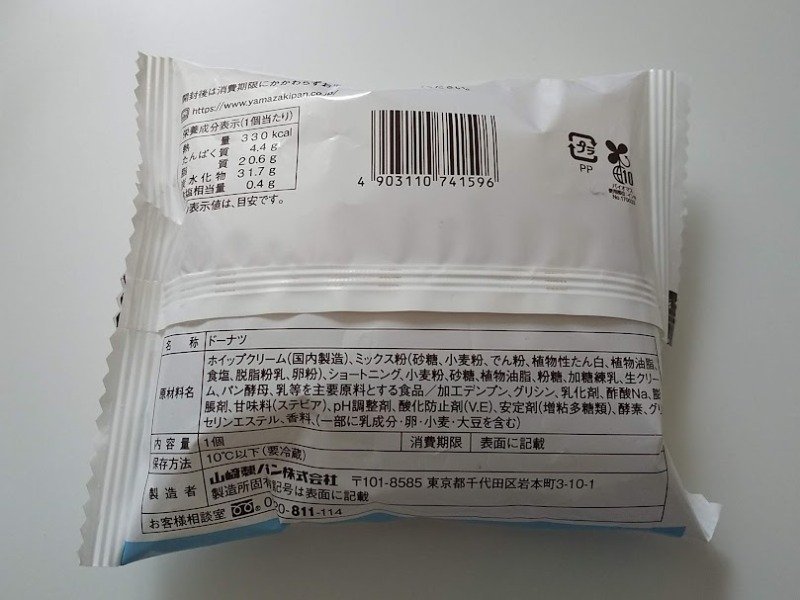 開封後は消費期限にかかわらずお
https://www.yamazakipan.co.jp/
栄養成分表示(1個当たり)
熱 量 330 kcal
たんぱく質 4.4 g
質 20.6 g
水化物 31.7 g
塩相当量 0.4 g
表示値は、目安です。
4 903110 741596
プラ
PP
10
バイオマス
名 称 ドーナツ
原材料名 ホイップクリーム(国内製造)、ミックス粉(砂糖、小麦粉、でん粉、植物性たん白、植物油脂、
食塩、脱脂粉乳、卵粉)、ショートニング、小麦粉、砂糖、植物油脂、粉糖、加糖練乳、生クリー
ム、パン酵母、乳等を主要原料とする食品/加工デンプン、グリシン、乳化剤、酢酸Na、膨
脹剤、甘味料(ステビア)、pH調整剤、酸化防止剤(V.E)、安定剤(増粘多糖類)、酵素、グリ
セリンエステル、香料、(一部に乳成分・卵・小麦・大豆を含む)
内容量 1個 消費期限 表面に記載
保存方法 10℃以下(要冷蔵)
製造者 山崎製パン株式会社 〒101-8585 東京都千代田区岩本町3-10-1
製造所固有記号は表面に記載
お客様相談室 0120-811-114